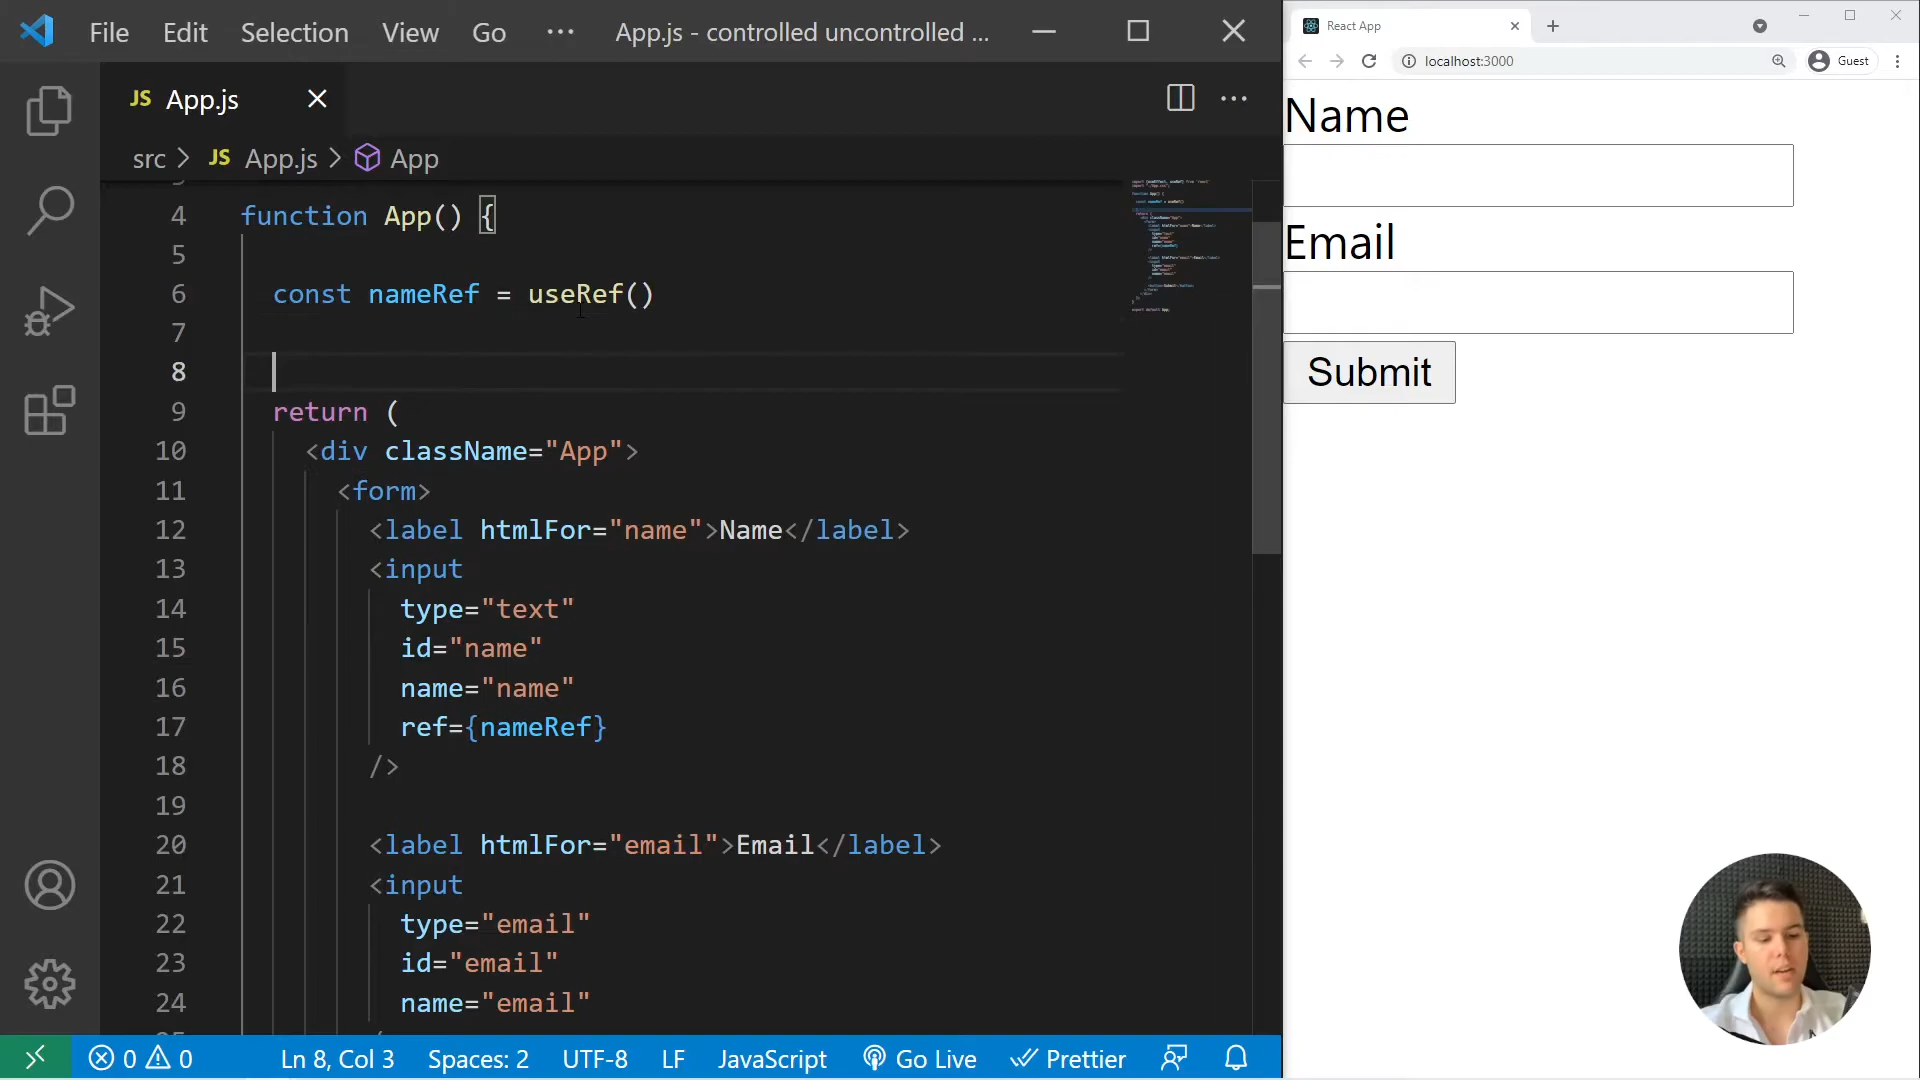 File Edit Selection View Go ··· App.js - controlled uncontrolled ...
JS App.js
src > JS App.js > App
4 function App() {
5
6 const nameRef = useRef()
7
8
9 return (
10 <div className="App">
11 <form>
12 <label htmlFor="name">Name</label>
13 <input
14 type="text"
15 id="name"
16 name="name"
17 ref={nameRef}
18 />
19
20 <label htmlFor="email">Email</label>
21 <input
22 type="email"
23 id="email"
24 name="email"
0 0 Ln 8, Col 3 Spaces: 2 UTF-8 LF JavaScript Go Live Prettier
React App
localhost:3000 Guest
Name
Email
Submit